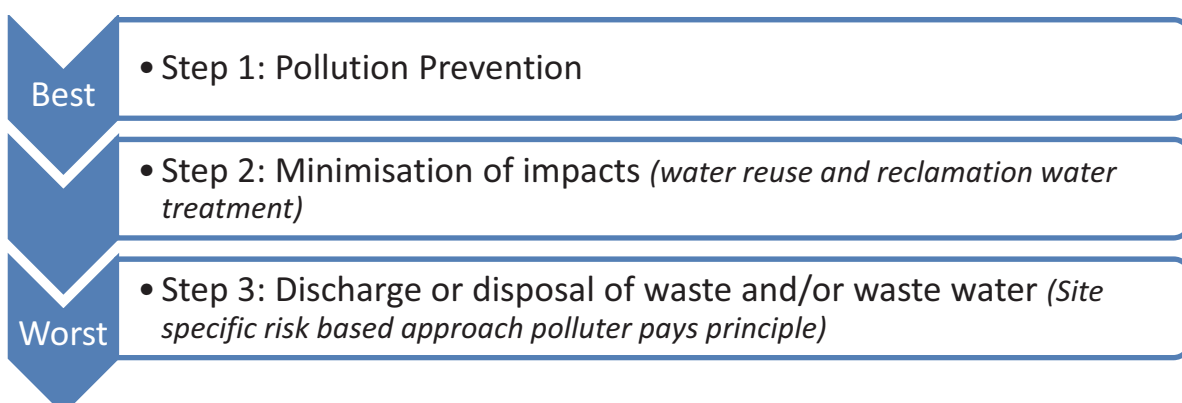 Best
• Step 1: Pollution Prevention
• Step 2: Minimisation of impacts (water reuse and reclamation water
treatment)
Worst
• Step 3: Discharge or disposal of waste and/or waste water (Site
specific risk based approach polluter pays principle)